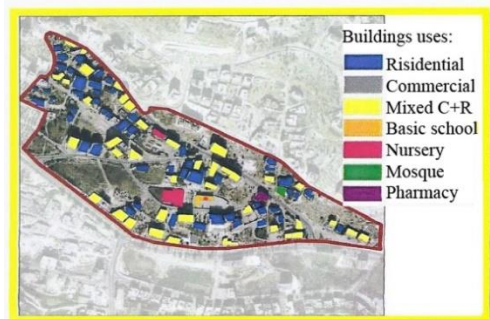 Buildings uses:
Risidential
Commercial
Mixed C+R
Basic school
Nursery
Mosque
Pharmacy